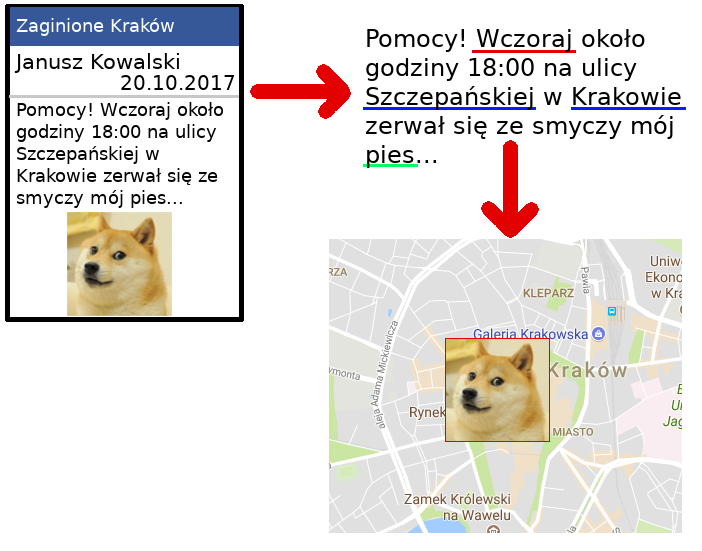 Zaginione Kraków
Janusz Kowalski
20.10.2017
Pomocy! Wczoraj około
godziny 18:00 na ulicy
Szczepańskiej w
Krakowie zerwał się ze
smyczy mój pies...
Pomocy! Wczoraj około
godziny 18:00 na ulicy
Szczepańskiej w Krakowie
zerwał się ze smyczy mój
pies...
RZA
KLEPARZ
Pawia
Uniw
Ekono
w Kra
Galeria Krakowska
aleja Adama Mickiewicza
ymonta
Kraków
Rynek
MIASTO
E
Un
Jag
Zamek Królewski
na Wawelu